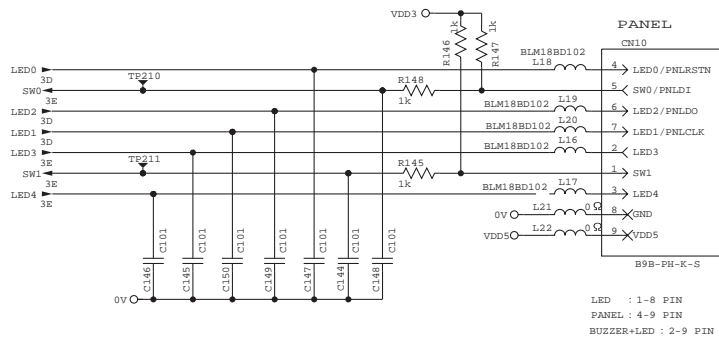 VDD3
1k
1k
R146
R147
PANEL
CN10
BLM18BD102
L18
LED0
3D
4
LED0/PNLRSTN
SW0
3E
TP210
R148
1k
5
SW0/PNLDI
LED2
3D
BLM18BD102
L19
6
LED2/PNLDO
LED1
3D
BLM18BD102
L20
7
LED1/PNLCLK
LED3
3E
BLM18BD102
L16
2
LED3
SW1
3E
TP211
R145
1k
1
SW1
LED4
3E
BLM18BD102
L17
3
LED4
0V
L21
0Ω
8
GND
VDD5
L22
0Ω
9
VDD5
B9B-PH-K-S
C101
C101
C101
C101
C101
C101
C101
C146
C145
C150
C149
C147
C144
C148
0V
LED : 1-8 PIN
PANEL : 4-9 PIN
BUZZER+LED : 2-9 PIN